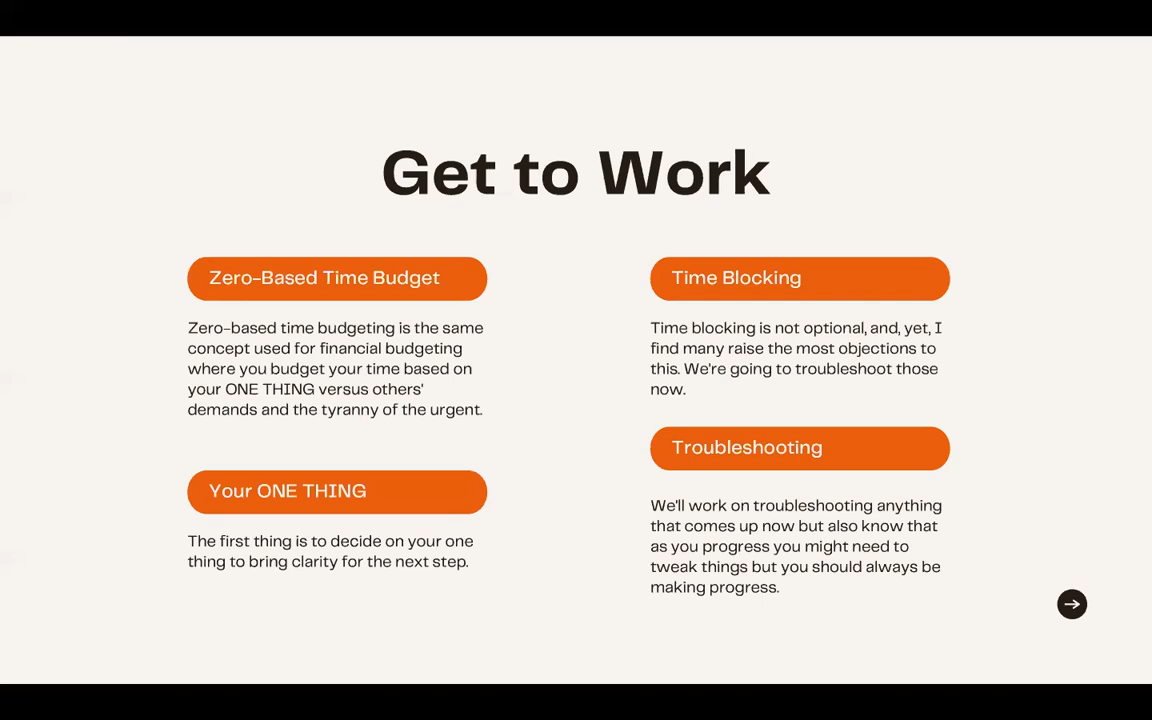 Get to Work
Zero-Based Time Budget
Zero-based time budgeting is the same
concept used for financial budgeting
where you budget your time based on
your ONE THING versus others'
demands and the tyranny of the urgent.
Your ONE THING
The first thing is to decide on your one
thing to bring clarity for the next step.
Time Blocking
Time blocking is not optional, and, yet, I
find many raise the most objections to
this. We're going to troubleshoot those
now.
Troubleshooting
We'll work on troubleshooting anything
that comes up now but also know that
as you progress you might need to
tweak things but you should always be
making progress.